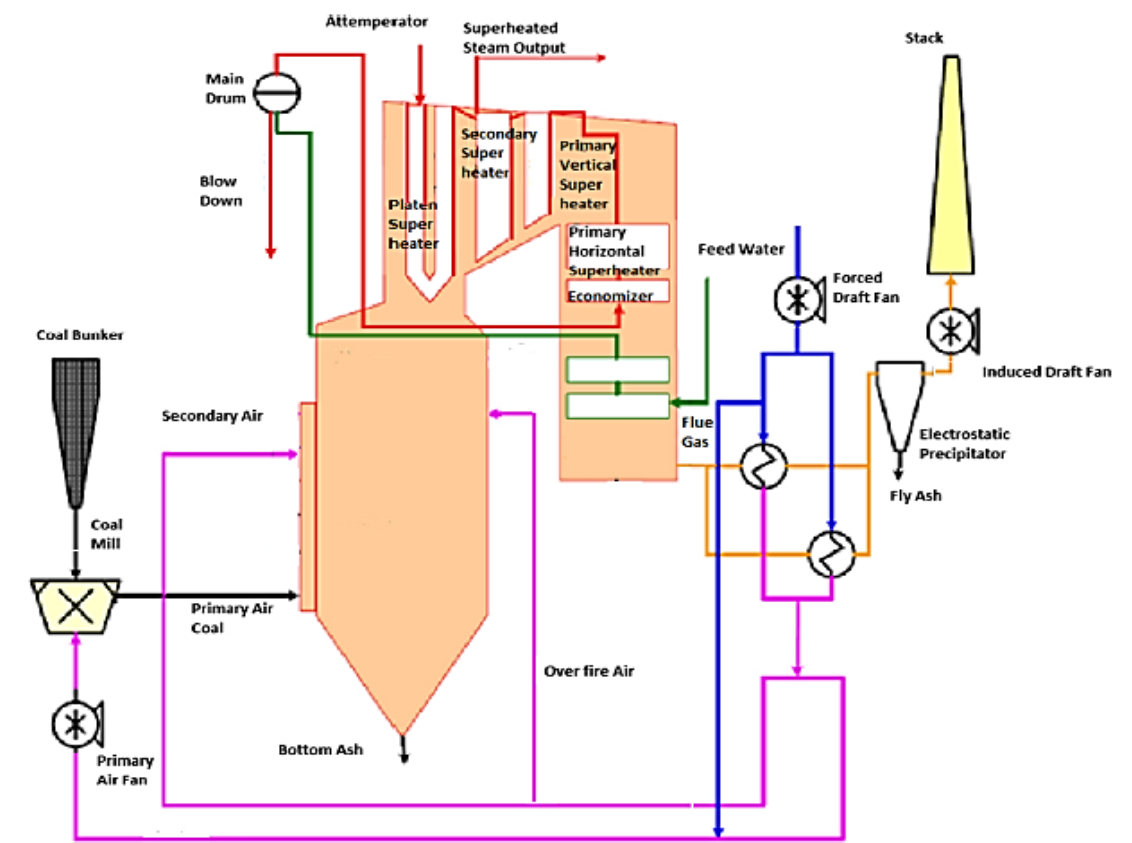 Attemperator
Superheated
Steam Output
Stack
Main
Drum
Secondary
Super
heater
Primary
Vertical
Super
heater
Blow
Down
Platen
Super
heater
Primary
Horizontal
Superheater
Feed Water
Forced
Draft Fan
Economizer
Coal Bunker
Induced Draft Fan
Secondary Air
Flue
Gas
Electrostatic
Precipitator
Fly Ash
Coal
Mill
Primary Air
Coal
Over fire Air
Bottom Ash
Primary
Air Fan